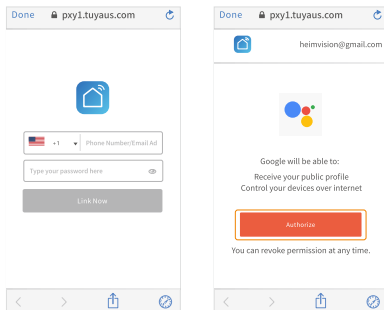 Done pxy1.tuyaus.com
+1 Phone Number/Email Ad
Type your password here
Link Now
Done pxy1.tuyaus.com
heimvision@gmail.com
Google will be able to:
Receive your public profile
Control your devices over internet
Authorize
You can revoke permission at any time.